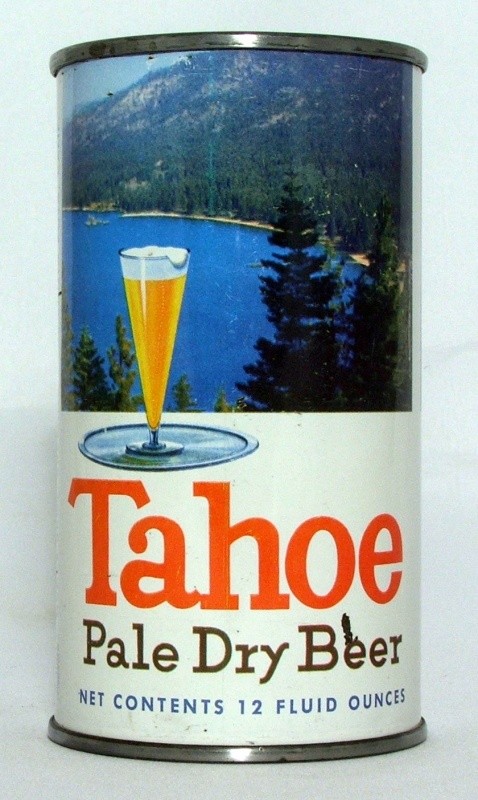 Tahoe
Pale Dry Beer
NET CONTENTS 12 FLUID OUNCES